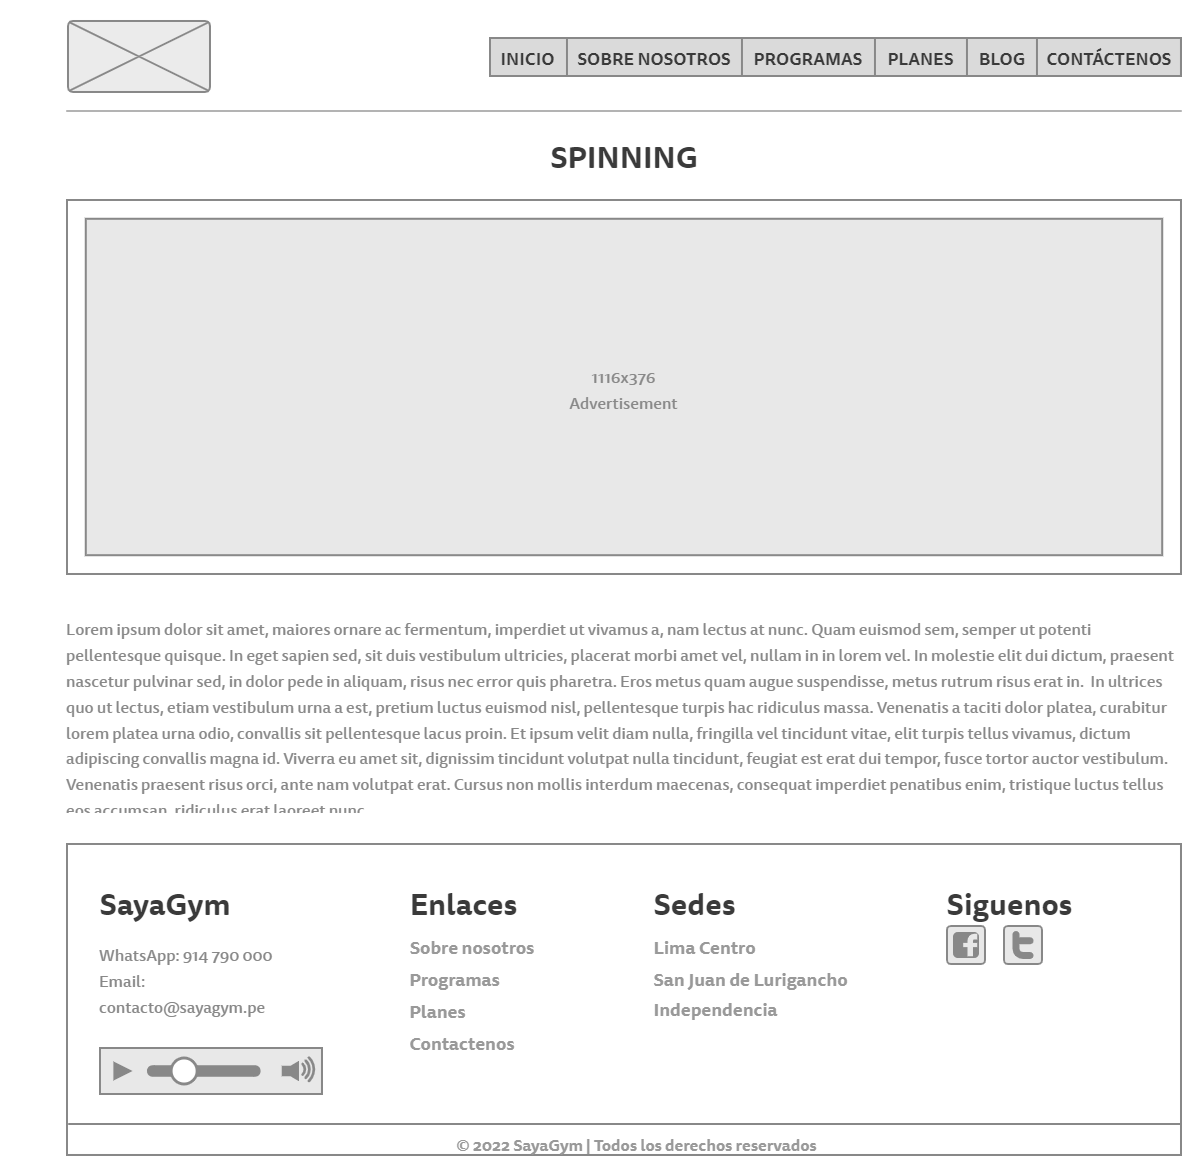 INICIO SOBRE NOSOTROS PROGRAMAS PLANES BLOG CONTÁCTENOS
SPINNING
1116x376
Advertisement
Lorem ipsum dolor sit amet, maiores ornare ac fermentum, imperdiet ut vivamus a, nam lectus at nunc. Quam euismod sem, semper ut potenti
pellentesque quisque. In eget sapien sed, sit duis vestibulum ultricies, placerat morbi amet vel, nullam in in lorem vel. In molestie elit dui dictum, praesent
nascetur pulvinar sed, in dolor pede in aliquam, risus nec error quis pharetra. Eros metus quam augue suspendisse, metus rutrum risus erat in.  In ultrices
quo ut lectus, etiam vestibulum urna a est, pretium luctus euismod nisl, pellentesque turpis hac ridiculus massa. Venenatis a taciti dolor platea, curabitur
lorem platea urna odio, convallis sit pellentesque lacus proin. Et ipsum velit diam nulla, fringilla vel tincidunt vitae, elit turpis tellus vivamus, dictum
adipiscing convallis magna id. Viverra eu amet sit, dignissim tincidunt volutpat nulla tincidunt, feugiat est erat dui tempor, fusce tortor auctor vestibulum.
Venenatis praesent risus orci, ante nam volutpat erat. Cursus non mollis interdum maecenas, consequat imperdiet penatibus enim, tristique luctus tellus
eos accumsan, ridiculus erat laoreet nunc
SayaGym
WhatsApp: 914 790 000
Email:
contacto@sayagym.pe
Enlaces
Sobre nosotros
Programas
Planes
Contactenos
Sedes
Lima Centro
San Juan de Lurigancho
Independencia
Siguenos
© 2022 SayaGym | Todos los derechos reservados